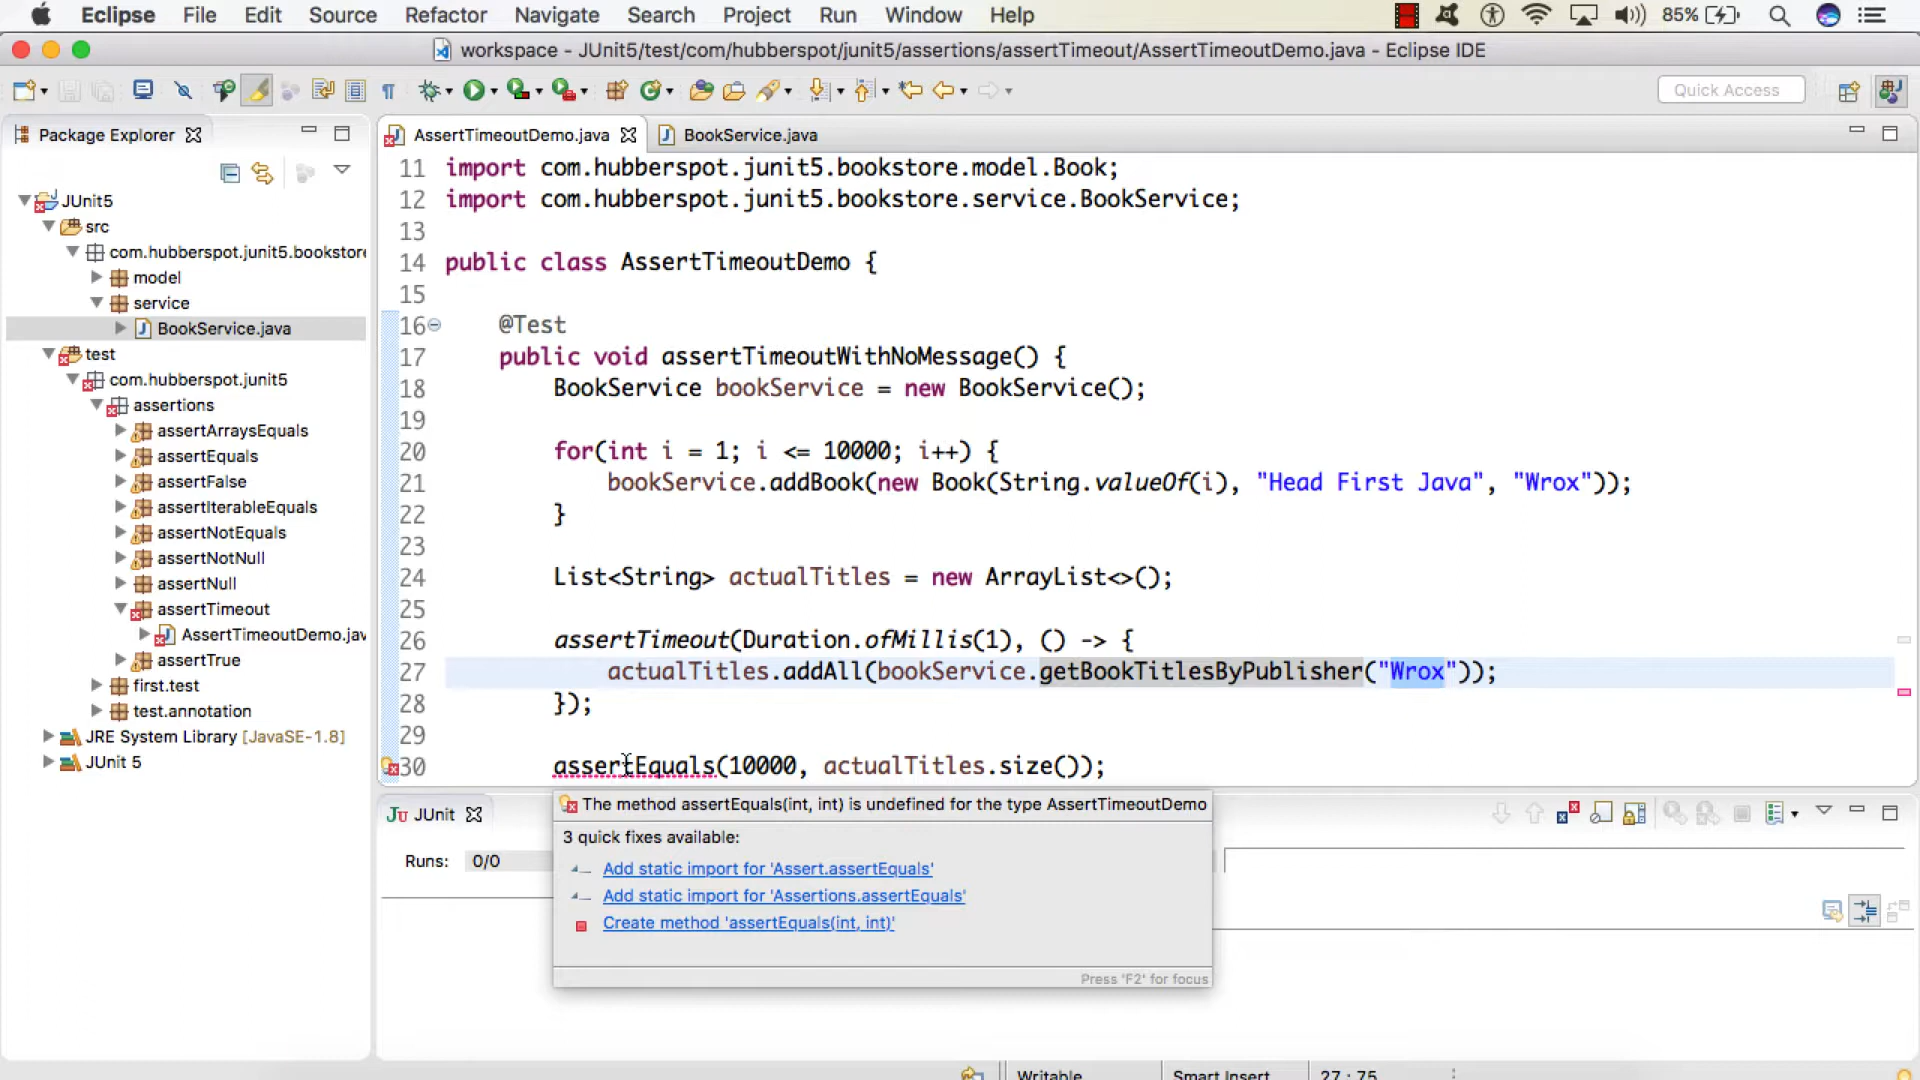 Eclipse File Edit Source Refactor Navigate Search Project Run Window Help 85%
workspace - JUnit5/test/com/hubberspot/junit5/assertions/assertTimeout/AssertTimeoutDemo.java - Eclipse IDE
Quick Access
Package Explorer
AssertTimeoutDemo.java BookService.java
JUnit5
src
com.hubberspot.junit5.bookstore
model
service
BookService.java
test
com.hubberspot.junit5
assertions
assertArraysEquals
assertEquals
assertFalse
assertIterableEquals
assertNotEquals
assertNotNull
assertNull
assertTimeout
AssertTimeoutDemo.jav
assertTrue
first.test
test.annotation
JRE System Library [JavaSE-1.8]
JUnit 5
11 import com.hubberspot.junit5.bookstore.model.Book;
12 import com.hubberspot.junit5.bookstore.service.BookService;
13
14 public class AssertTimeoutDemo {
15
16 @Test
17 public void assertTimeoutWithNoMessage() {
18 BookService bookService = new BookService();
19
20 for(int i = 1; i <= 10000; i++) {
21 bookService.addBook(new Book(String.valueOf(i), "Head First Java", "Wrox"));
22 }
23
24 List<String> actualTitles = new ArrayList<>();
25
26 assertTimeout(Duration.ofMillis(1), () -> {
27 actualTitles.addAll(bookService.getBookTitlesByPublisher("Wrox"));
28 });
29
30 assertEquals(10000, actualTitles.size());
JUnit
Runs: 0/0
The method assertEquals(int, int) is undefined for the type AssertTimeoutDemo
3 quick fixes available:
Add static import for 'Assert.assertEquals'
Add static import for 'Assertions.assertEquals'
Create method 'assertEquals(int, int)'
Press 'F2' for focus
Writable Smart Insert 27 : 75